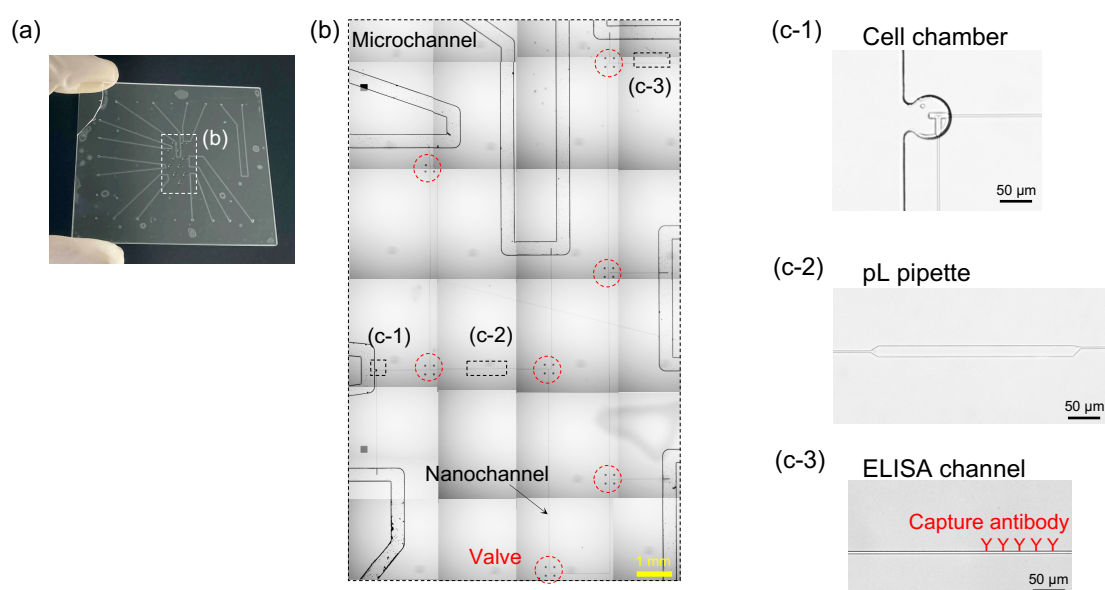 (a)
(b)
(b)
Microchannel
(c-3)
(c-1)
(c-2)
Nanochannel
Valve
1 mm
(c-1)
Cell chamber
50 µm
(c-2)
pL pipette
50 µm
(c-3)
ELISA channel
Capture antibody
Y Y Y Y Y
50 µm